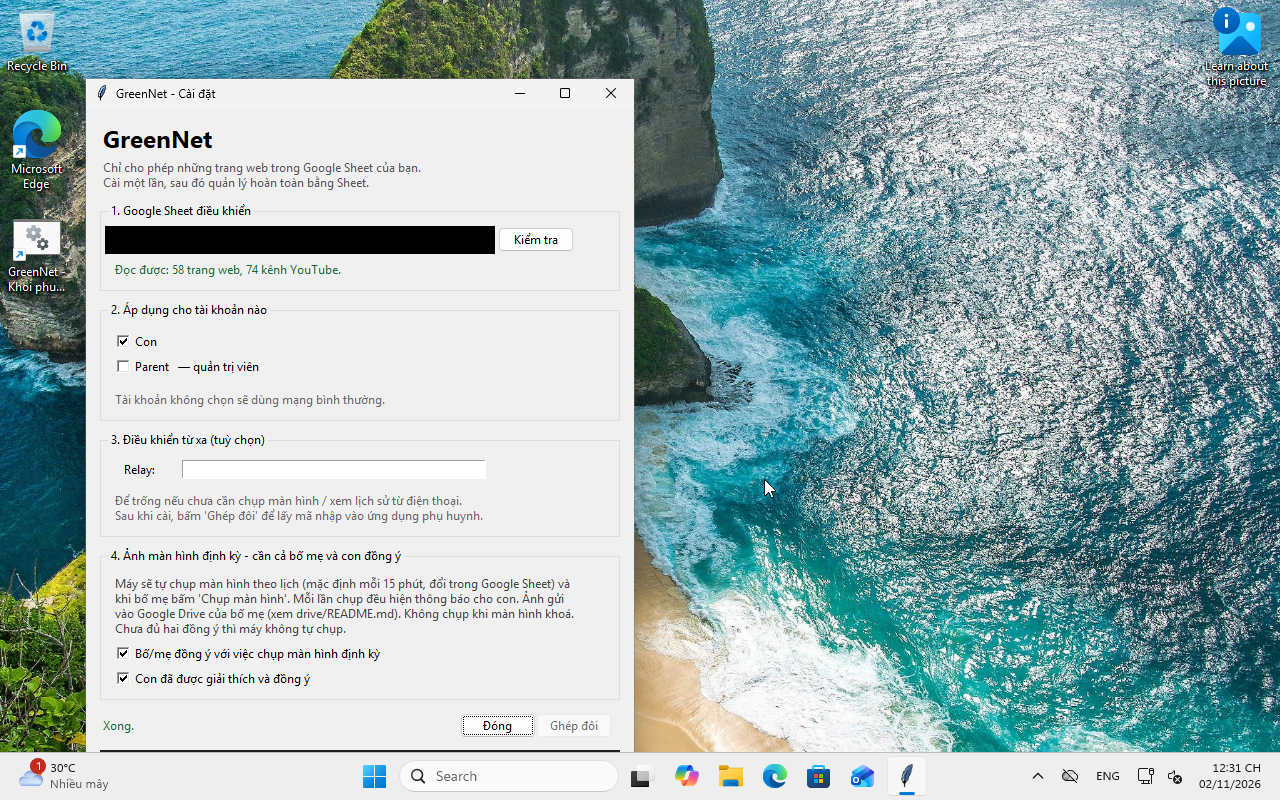 Recycle Bin
Microsoft
Edge
GreenNet -
Khôi phu...
Learn about
this picture
GreenNet - Cài đặt
GreenNet
Chỉ cho phép những trang web trong Google Sheet của bạn.
Cài một lần, sau đó quản lý hoàn toàn bằng Sheet.
1. Google Sheet điều khiển
Kiểm tra
Đọc được: 58 trang web, 74 kênh YouTube.
2. Áp dụng cho tài khoản nào
Con
Parent — quản trị viên
Tài khoản không chọn sẽ dùng mạng bình thường.
3. Điều khiển từ xa (tuỳ chọn)
Relay:
Để trống nếu chưa cần chụp màn hình / xem lịch sử từ điện thoại.
Sau khi cài, bấm 'Ghép đôi' để lấy mã nhập vào ứng dụng phụ huynh.
4. Ảnh màn hình định kỳ - cần cả bố mẹ và con đồng ý
Máy sẽ tự chụp màn hình theo lịch (mặc định mỗi 15 phút, đổi trong Google Sheet) và
khi bố mẹ bấm 'Chụp màn hình'. Mỗi lần chụp đều hiện thông báo cho con. Ảnh gửi
vào Google Drive của bố mẹ (xem drive/README.md). Không chụp khi màn hình khoá.
Chưa đủ hai đồng ý thì máy không tự chụp.
Bố/mẹ đồng ý với việc chụp màn hình định kỳ
Con đã được giải thích và đồng ý
Xong.
Đóng
Ghép đôi
1
30°C
Nhiều mây
Search
ENG
12:31 CH
02/11/2026